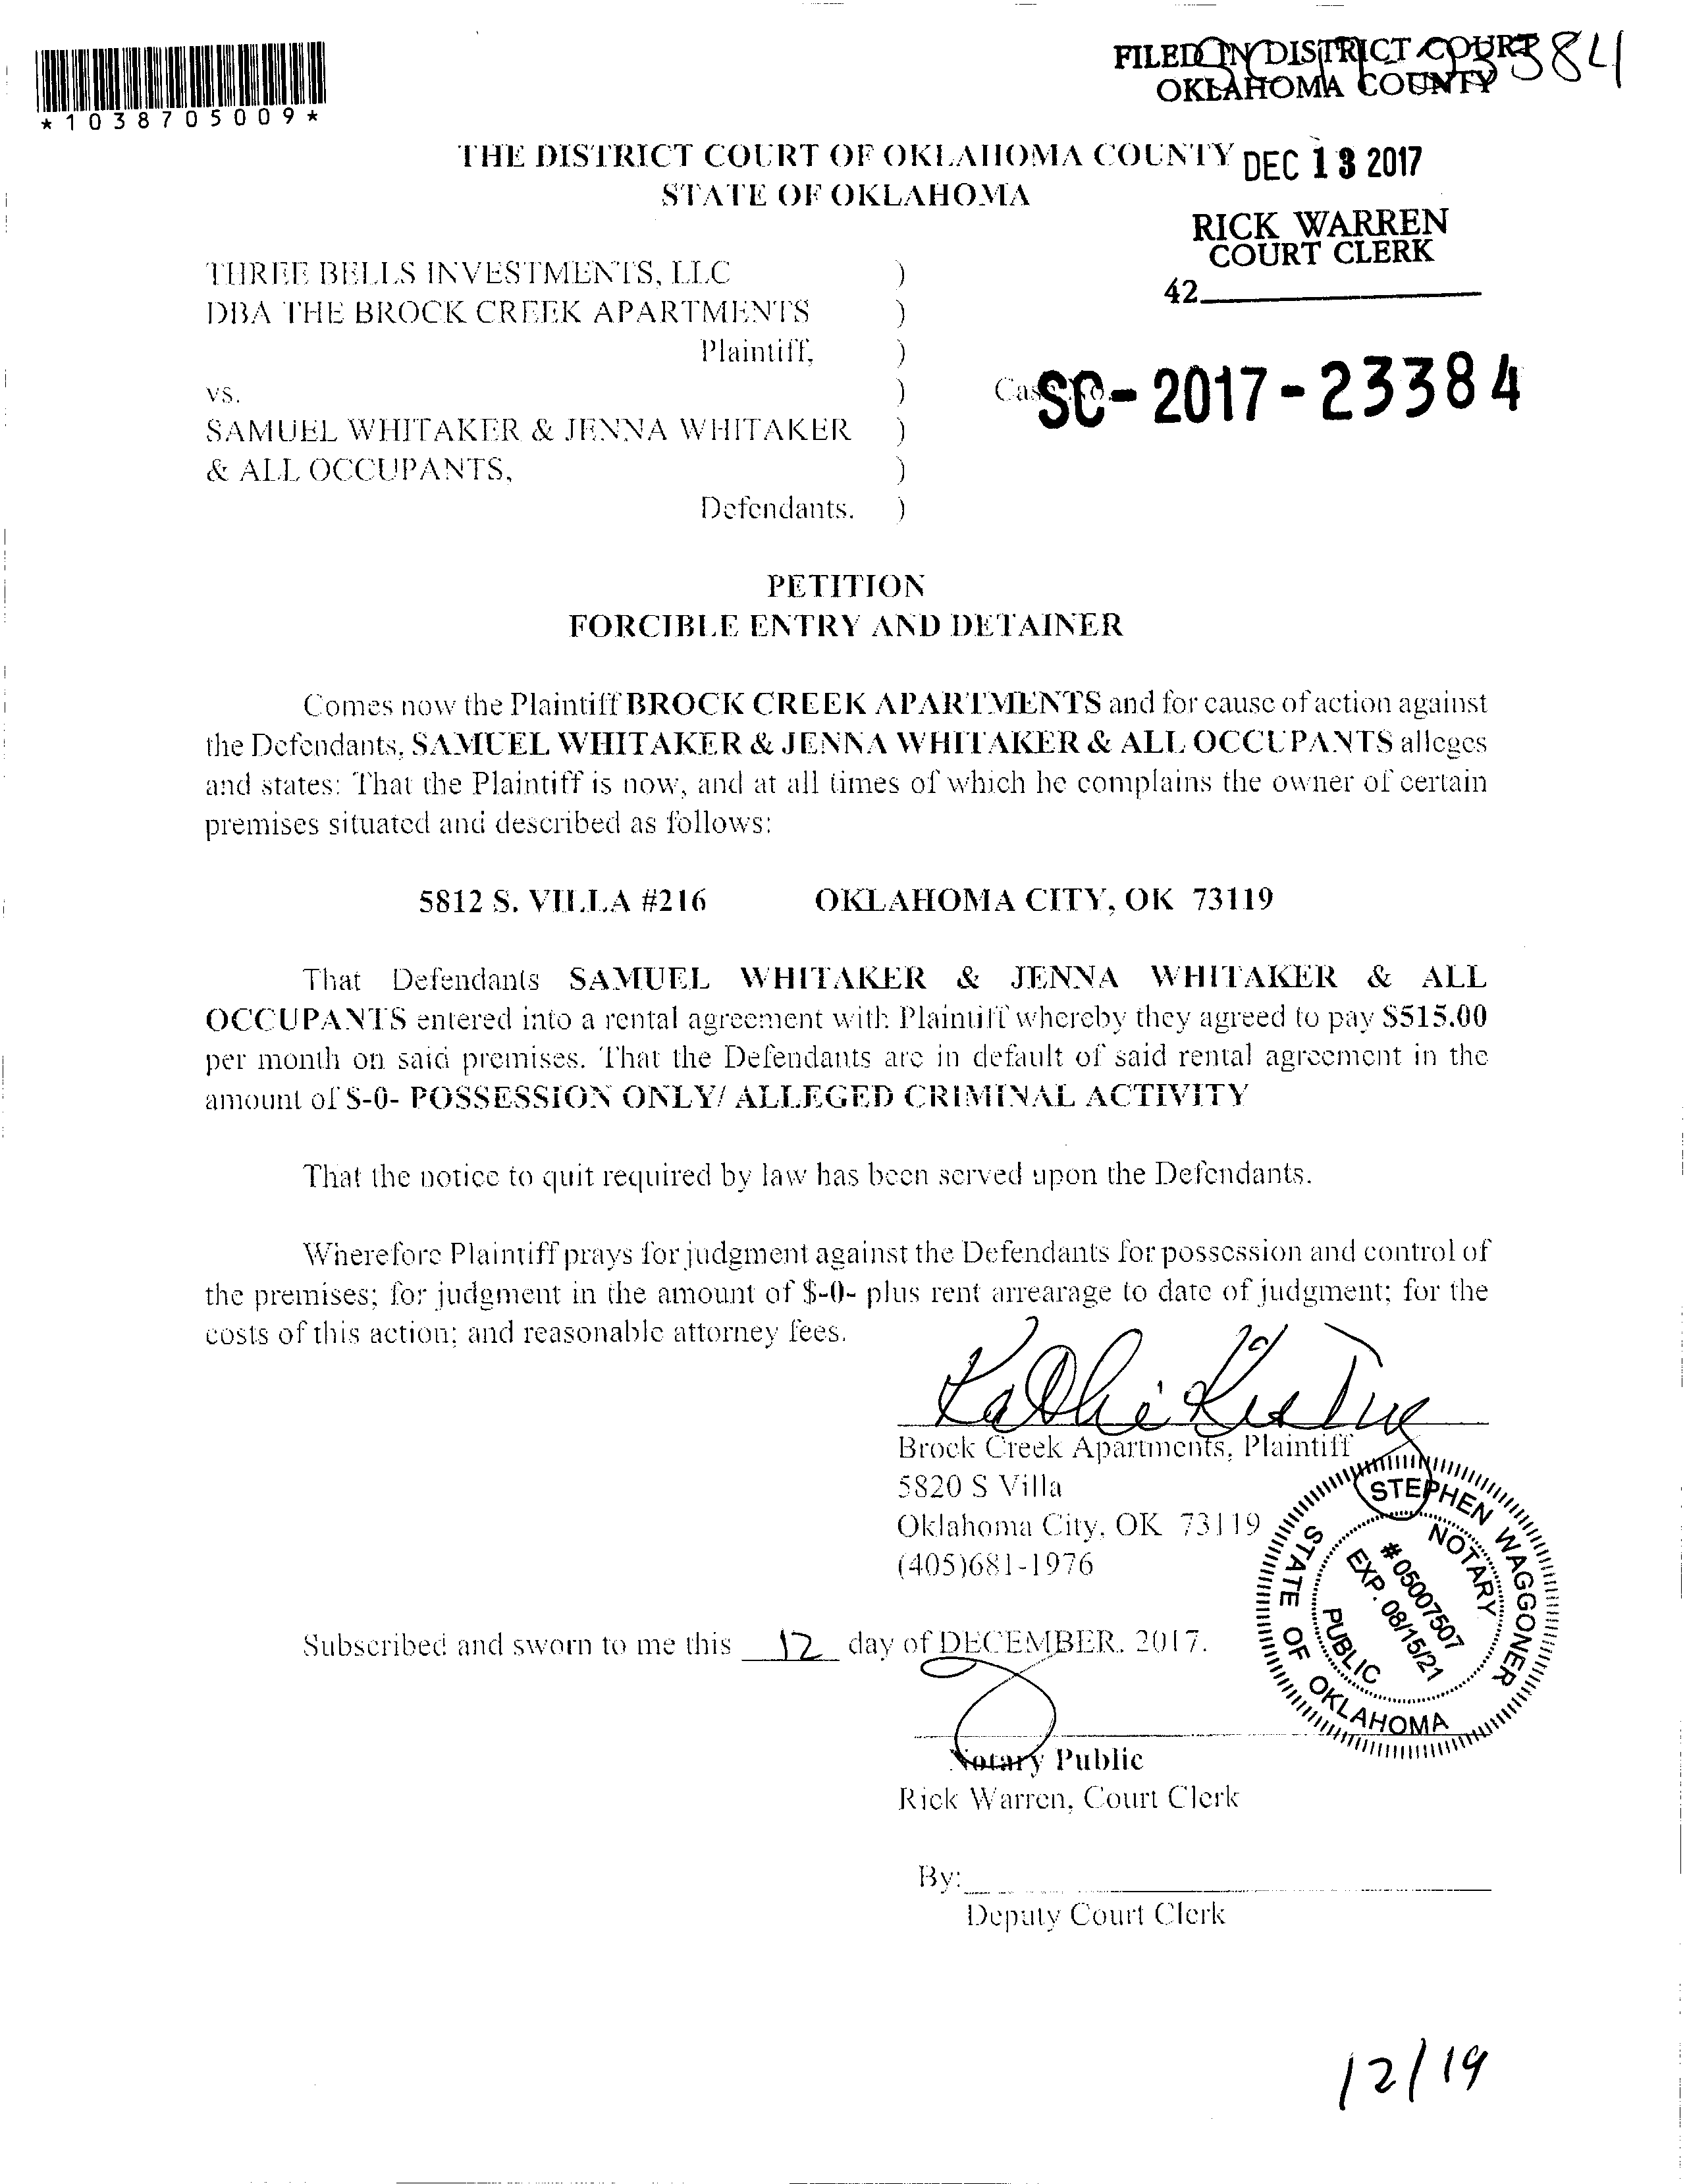 *1038705009*
FILED IN DISTRICT COURT
OKLAHOMA COUNTY
3384
THE DISTRICT COURT OF OKLAHOMA COUNTY
STATE OF OKLAHOMA
DEC 13 2017
RICK WARREN
COURT CLERK
42
THREE BELLS INVESTMENTS, LLC )
DBA THE BROCK CREEK APARTMENTS )
Plaintiff, )
vs. )
Case No. SC-2017-23384
SAMUEL WHITAKER & JENNA WHITAKER )
& ALL OCCUPANTS, )
Defendants. )
PETITION
FORCIBLE ENTRY AND DETAINER
Comes now the Plaintiff BROCK CREEK APARTMENTS and for cause of action against
the Defendants, SAMUEL WHITAKER & JENNA WHITAKER & ALL OCCUPANTS alleges
and states: That the Plaintiff is now, and at all times of which he complains the owner of certain
premises situated and described as follows:
5812 S. VILLA #216 OKLAHOMA CITY, OK 73119
That Defendants SAMUEL WHITAKER & JENNA WHITAKER & ALL
OCCUPANTS entered into a rental agreement with Plaintiff whereby they agreed to pay $515.00
per month on said premises. That the Defendants are in default of said rental agreement in the
amount of $-0- POSSESSION ONLY/ ALLEGED CRIMINAL ACTIVITY
That the notice to quit required by law has been served upon the Defendants.
Wherefore Plaintiff prays for judgment against the Defendants for possession and control of
the premises; for judgment in the amount of $-0- plus rent arrearage to date of judgment; for the
costs of this action; and reasonable attorney fees.
Brock Creek Apartments, Plaintiff
5820 S Villa
Oklahoma City, OK 73119
(405)681-1976
STEPHEN WAGGONER
NOTARY
# 05007507
EXP. 08/15/21
PUBLIC
STATE OF OKLAHOMA
Subscribed and sworn to me this 12 day of DECEMBER. 2017.
Notary Public
Rick Warren, Court Clerk
By:
Deputy Court Clerk
12/19